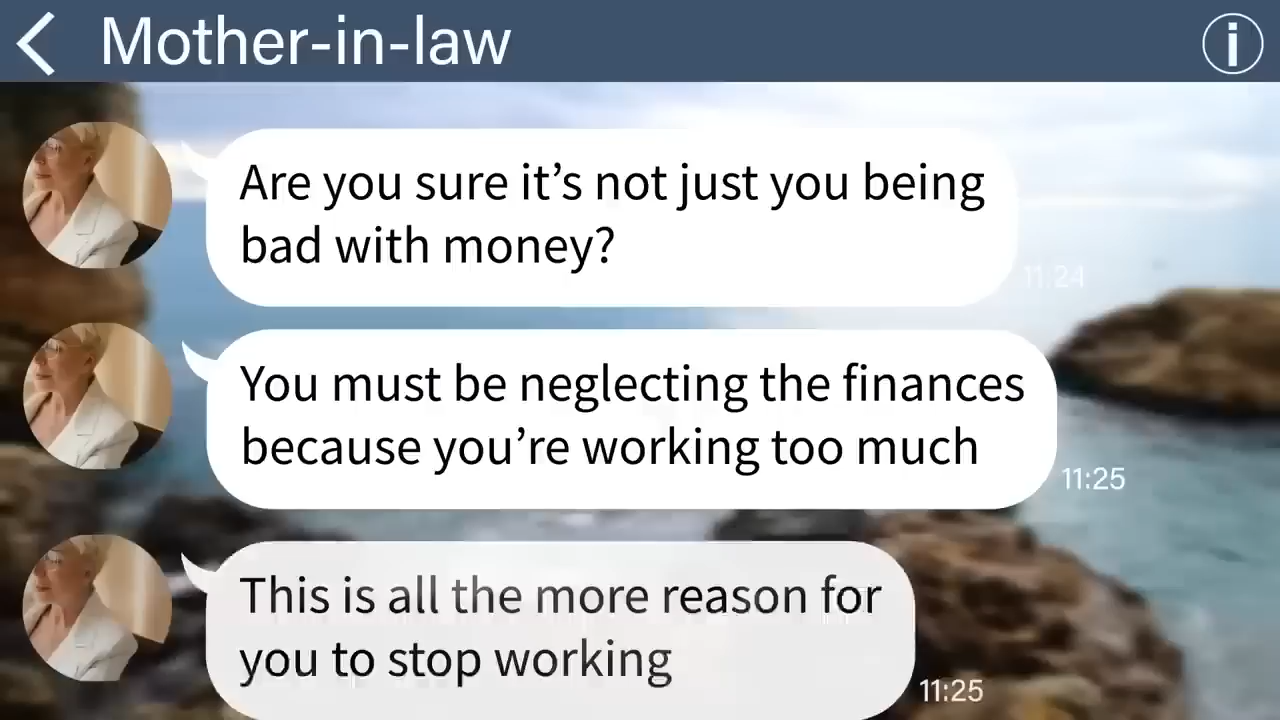 Mother-in-law
Are you sure it’s not just you being
bad with money?
11:24
You must be neglecting the finances
because you’re working too much
11:25
This is all the more reason for
you to stop working
11:25